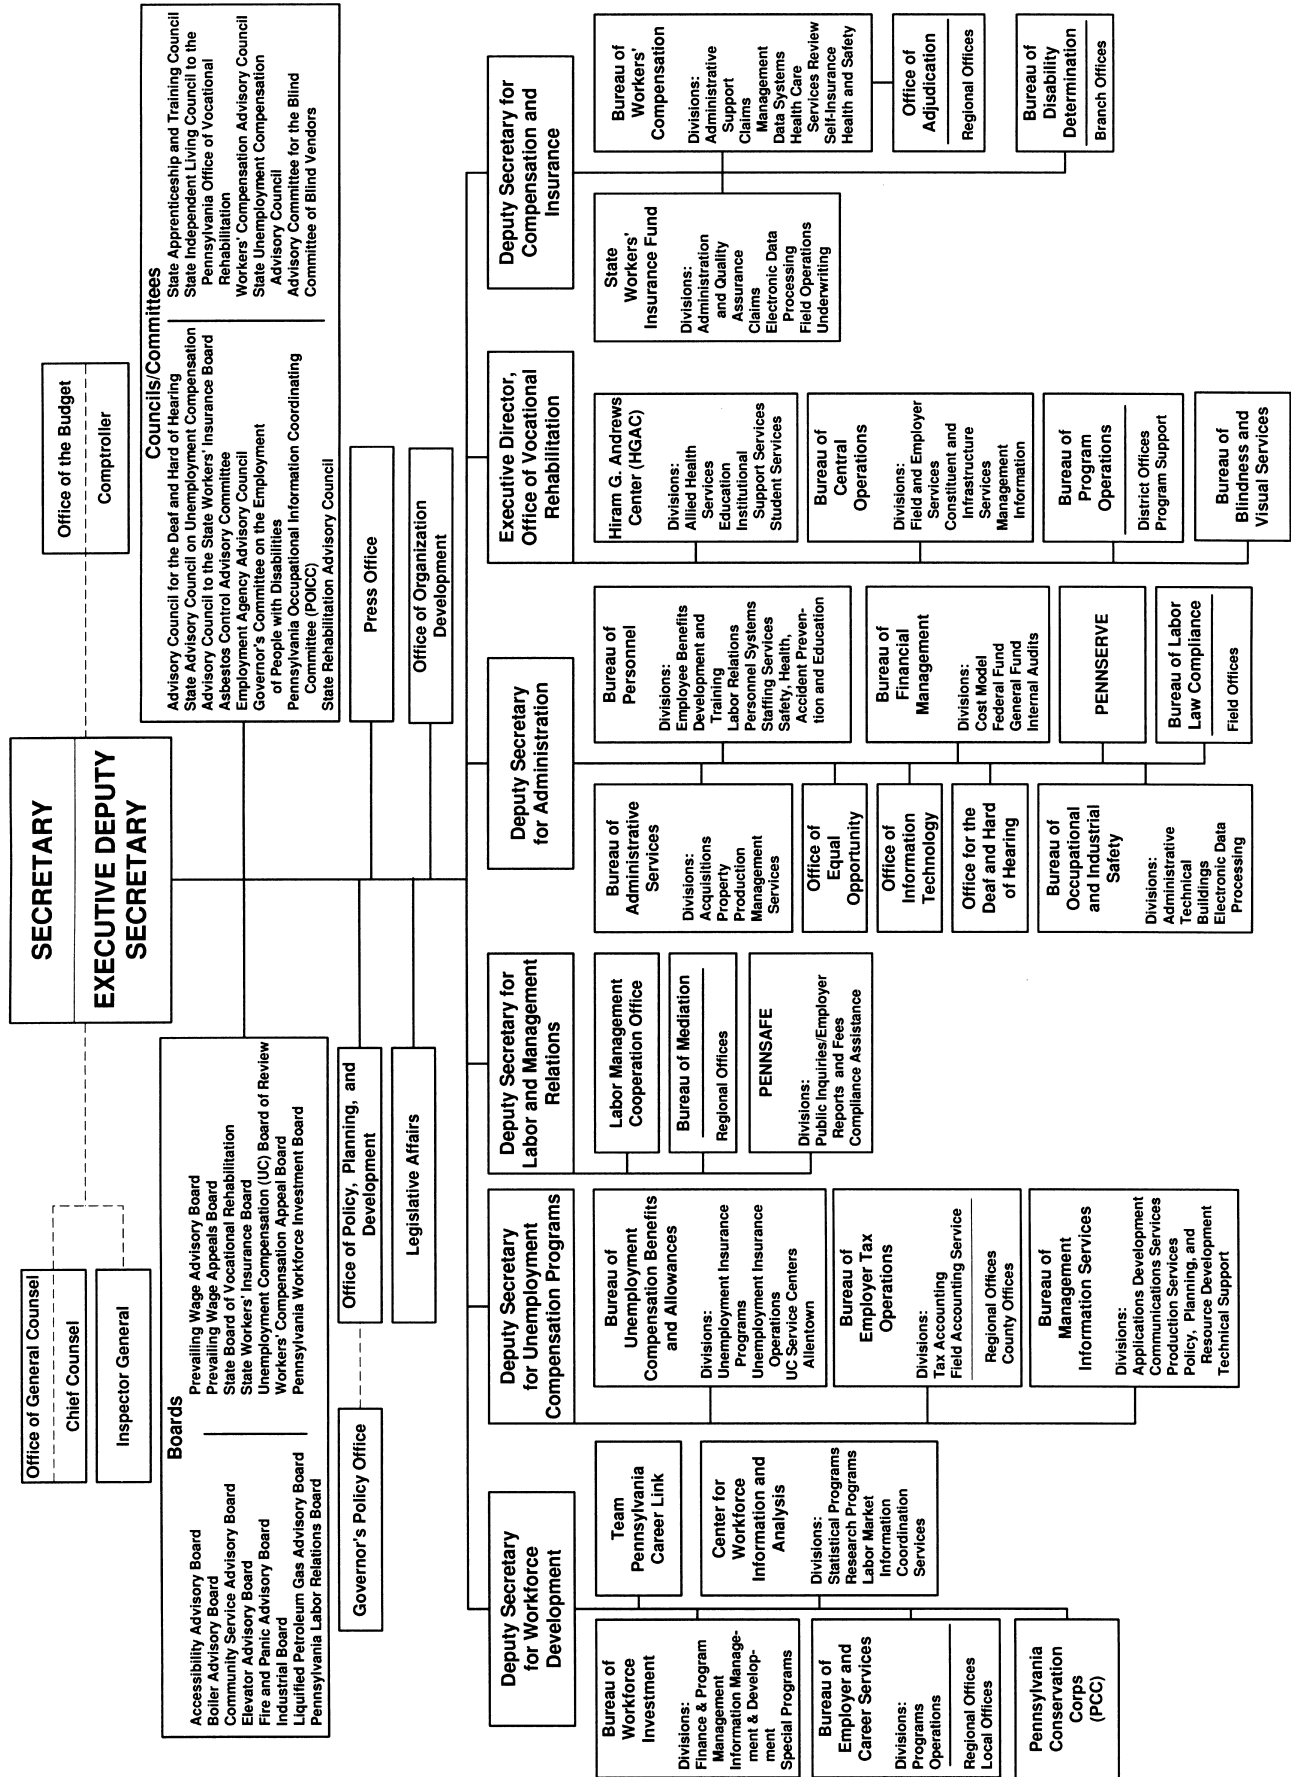 SECRETARY
EXECUTIVE DEPUTY
SECRETARY
Office of General Counsel
Chief Counsel
Inspector General
Office of the Budget
Comptroller
Boards
Accessibility Advisory Board
Boiler Advisory Board
Community Service Advisory Board
Elevator Advisory Board
Fire and Panic Advisory Board
Industrial Board
Liquified Petroleum Gas Advisory Board
Pennsylvania Labor Relations Board
Prevailing Wage Advisory Board
Prevailing Wage Appeals Board
State Board of Vocational Rehabilitation
State Workers' Insurance Board
Unemployment Compensation (UC) Board of Review
Workers' Compensation Appeal Board
Pennsylvania Workforce Investment Board
Councils/Committees
Advisory Council for the Deaf and Hard of Hearing
State Advisory Council on Unemployment Compensation
Advisory Council to the State Workers' Insurance Board
Asbestos Control Advisory Committee
Employment Agency Advisory Council
Governor's Committee on the Employment
of People with Disabilities
Pennsylvania Occupational Information Coordinating
Committee (POICC)
State Rehabilitation Advisory Council
State Apprenticeship and Training Council
State Independent Living Council to the
Pennsylvania Office of Vocational
Rehabilitation
Workers' Compensation Advisory Council
State Unemployment Compensation
Advisory Council
Advisory Committee for the Blind
Committee of Blind Vendors
Governor's Policy Office
Office of Policy, Planning, and
Development
Legislative Affairs
Press Office
Office of Organization
Development
Deputy Secretary
for Workforce
Development
Bureau of
Workforce
Investment
Divisions:
Finance & Program
Management
Information Manage-
ment & Develop-
ment
Special Programs
Team
Pennsylvania
Career Link
Center for
Workforce
Information and
Analysis
Divisions:
Statistical Programs
Research Programs
Labor Market
Information
Coordination
Services
Bureau of
Employer and
Career Services
Divisions:
Programs
Operations
Regional Offices
Local Offices
Pennsylvania
Conservation
Corps
(PCC)
Deputy Secretary
for Unemployment
Compensation Programs
Bureau of
Unemployment
Compensation Benefits
and Allowances
Divisions:
Unemployment Insurance
Programs
Unemployment Insurance
Operations
UC Service Centers
Allentown
Bureau of
Employer Tax
Operations
Divisions:
Tax Accounting
Field Accounting Service
Regional Offices
County Offices
Bureau of
Management
Information Services
Divisions:
Applications Development
Communications Services
Production Services
Policy, Planning, and
Resource Development
Technical Support
Deputy Secretary for
Labor and Management
Relations
Labor Management
Cooperation Office
Bureau of Mediation
Regional Offices
PENNSAFE
Divisions:
Public Inquiries/Employer
Reports and Fees
Compliance Assistance
Deputy Secretary
for Administration
Bureau of
Administrative
Services
Divisions:
Acquisitions
Property
Production
Management
Services
Office of
Equal
Opportunity
Office of
Information
Technology
Office for the
Deaf and Hard
of Hearing
Bureau of
Occupational
and Industrial
Safety
Divisions:
Administrative
Technical
Buildings
Electronic Data
Processing
Bureau of
Personnel
Divisions:
Employee Benefits
Development and
Training
Labor Relations
Personnel Systems
Staffing Services
Safety, Health,
Accident Preven-
tion and Education
Bureau of
Financial
Management
Divisions:
Cost Model
Federal Fund
General Fund
Internal Audits
PENNSERVE
Bureau of Labor
Law Compliance
Field Offices
Executive Director,
Office of Vocational
Rehabilitation
Hiram G. Andrews
Center (HGAC)
Divisions:
Allied Health
Services
Education
Institutional
Support Services
Student Services
Bureau of
Central
Operations
Divisions:
Field and Employer
Services
Constituent and
Infrastructure
Services
Management
Information
Bureau of
Program
Operations
District Offices
Program Support
Bureau of
Blindness and
Visual Services
Deputy Secretary for
Compensation and
Insurance
State
Workers'
Insurance Fund
Divisions:
Administration
and Quality
Assurance
Claims
Electronic Data
Processing
Field Operations
Underwriting
Bureau of
Workers'
Compensation
Divisions:
Administrative
Support
Claims
Management
Data Systems
Health Care
Services Review
Self-Insurance
Health and Safety
Office of
Adjudication
Regional Offices
Bureau of
Disability
Determination
Branch Offices